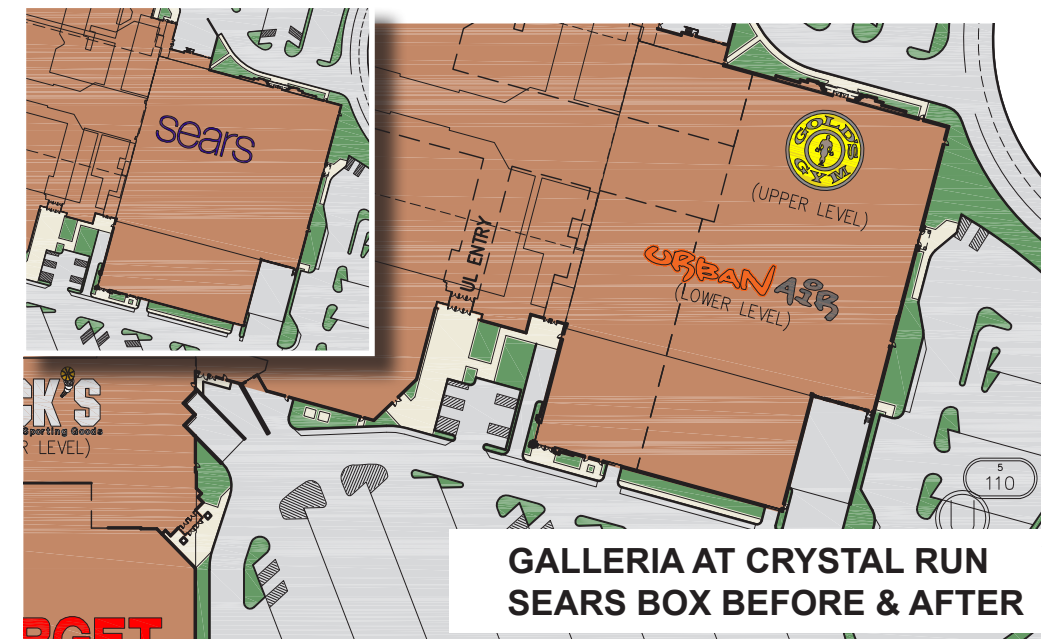 sears
GOLD'S
GYM
(UPPER LEVEL)
UL ENTRY
URBAN AIR
(LOWER LEVEL)
CK'S
Sporting Goods
R LEVEL)
5
110
RGET
GALLERIA AT CRYSTAL RUN
SEARS BOX BEFORE & AFTER